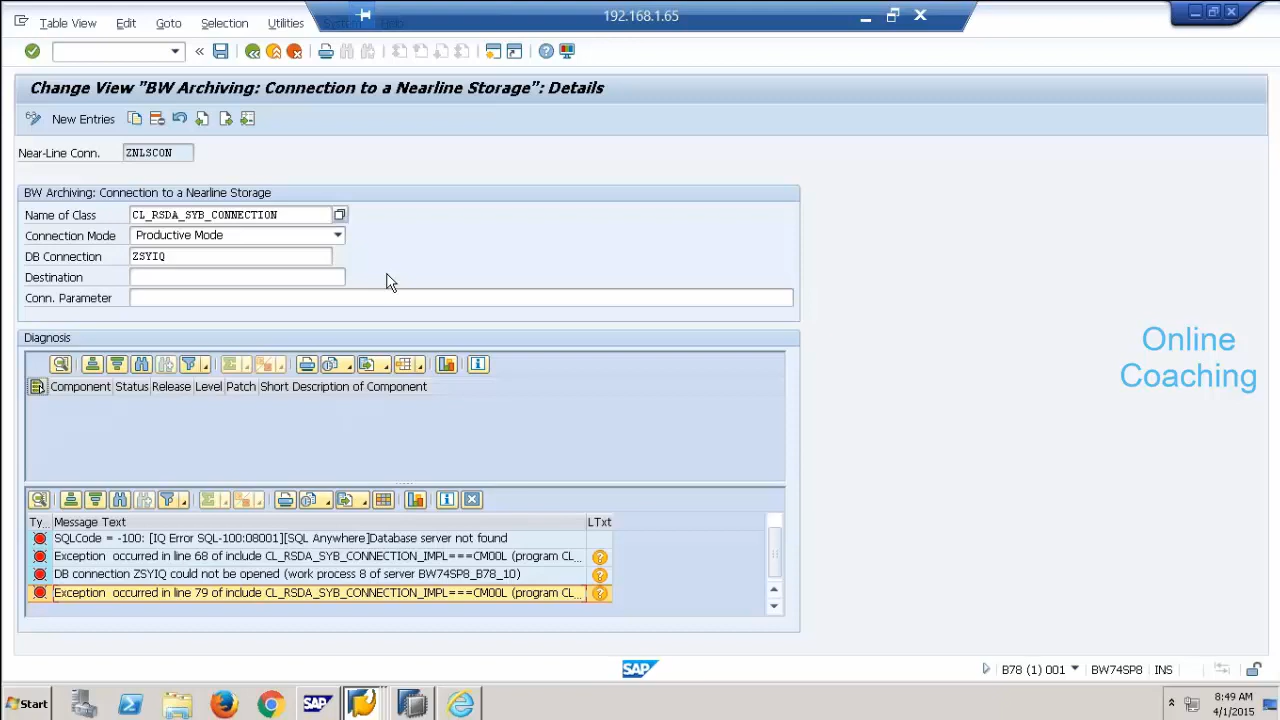 Table View Edit Goto Selection Utilities
192.168.1.65
Change View "BW Archiving: Connection to a Nearline Storage": Details
New Entries
Near-Line Conn. ZNLSCON
BW Archiving: Connection to a Nearline Storage
Name of Class CL_RSDA_SYB_CONNECTION
Connection Mode Productive Mode
DB Connection ZSYIQ
Destination
Conn. Parameter
Online
Coaching
Diagnosis
Component Status Release Level Patch Short Description of Component
Ty... Message Text LTxt
SQLCode = -100: [IQ Error SQL-100:08001][SQL Anywhere]Database server not found
Exception occurred in line 68 of include CL_RSDA_SYB_CONNECTION_IMPL===CM00L (program CL...
DB connection ZSYIQ could not be opened (work process 8 of server BW74SP8_B78_10)
Exception occurred in line 79 of include CL_RSDA_SYB_CONNECTION_IMPL===CM00L (program CL...
SAP
B78 (1) 001 BW74SP8 INS
Start
SAP
8:49 AM
4/1/2015